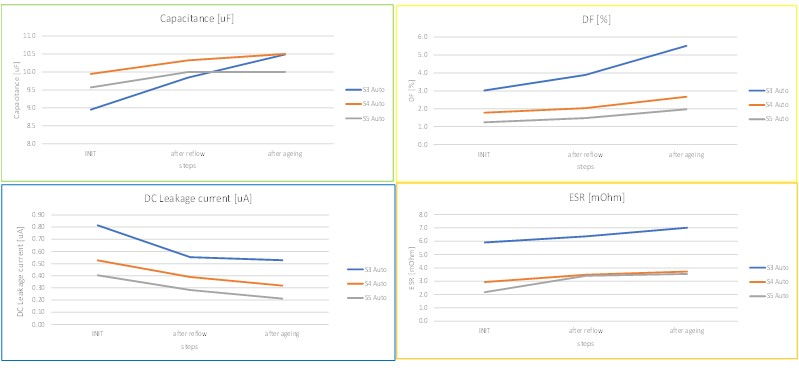 Capacitance [uF]
11.0
10.5
10.0
9.5
9.0
8.5
8.0
Capacitance [uF]
INIT
after reflow
after ageing
steps
S3 Auto
S4 Auto
S5 Auto
DF [%]
6.0
5.0
4.0
3.0
2.0
1.0
0.0
DF [%]
INIT
after reflow
after ageing
steps
S3 Auto
S4 Auto
S5 Auto
DC Leakage current [uA]
0.90
0.80
0.70
0.60
0.50
0.40
0.30
0.20
0.10
0.00
DC Leakage current [uA]
INIT
after reflow
after ageing
steps
S3 Auto
S4 Auto
S5 Auto
ESR [mOhm]
8.0
7.0
6.0
5.0
4.0
3.0
2.0
1.0
0.0
ESR [mOhm]
INIT
after reflow
after ageing
steps
S3 Auto
S4 Auto
S5 Auto